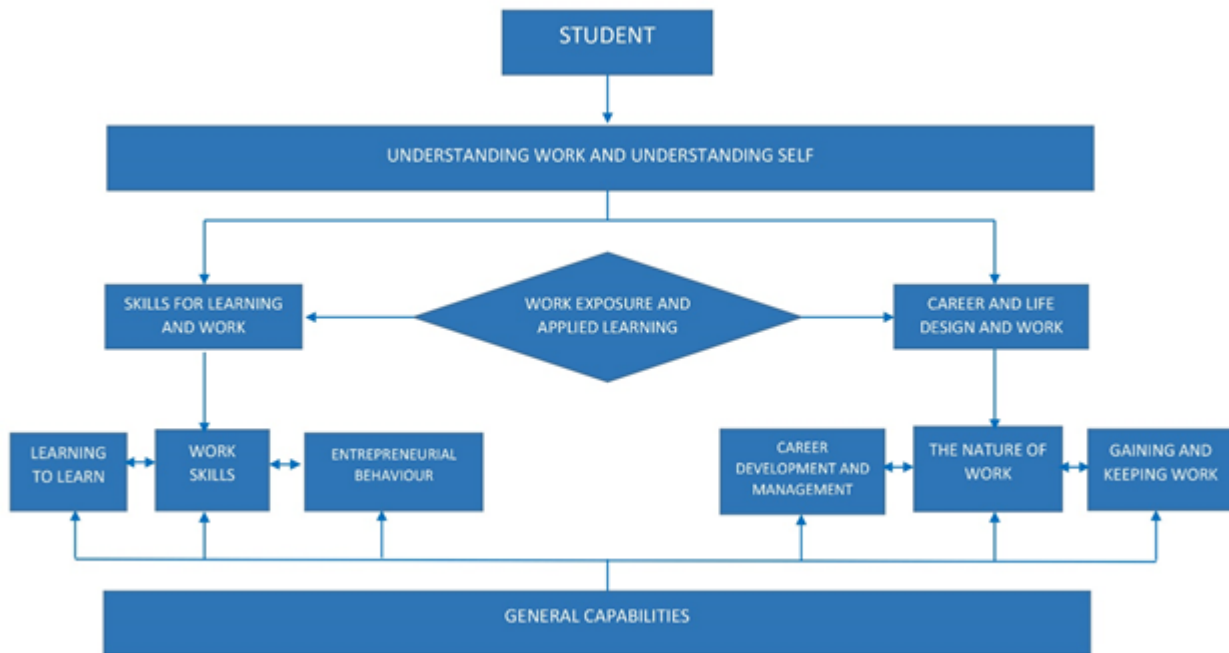 STUDENT
UNDERSTANDING WORK AND UNDERSTANDING SELF
SKILLS FOR LEARNING
AND WORK
WORK EXPOSURE AND
APPLIED LEARNING
CAREER AND LIFE
DESIGN AND WORK
LEARNING
TO LEARN
WORK
SKILLS
ENTREPRENEURIAL
BEHAVIOUR
CAREER
DEVELOPMENT AND
MANAGEMENT
THE NATURE OF
WORK
GAINING AND
KEEPING WORK
GENERAL CAPABILITIES